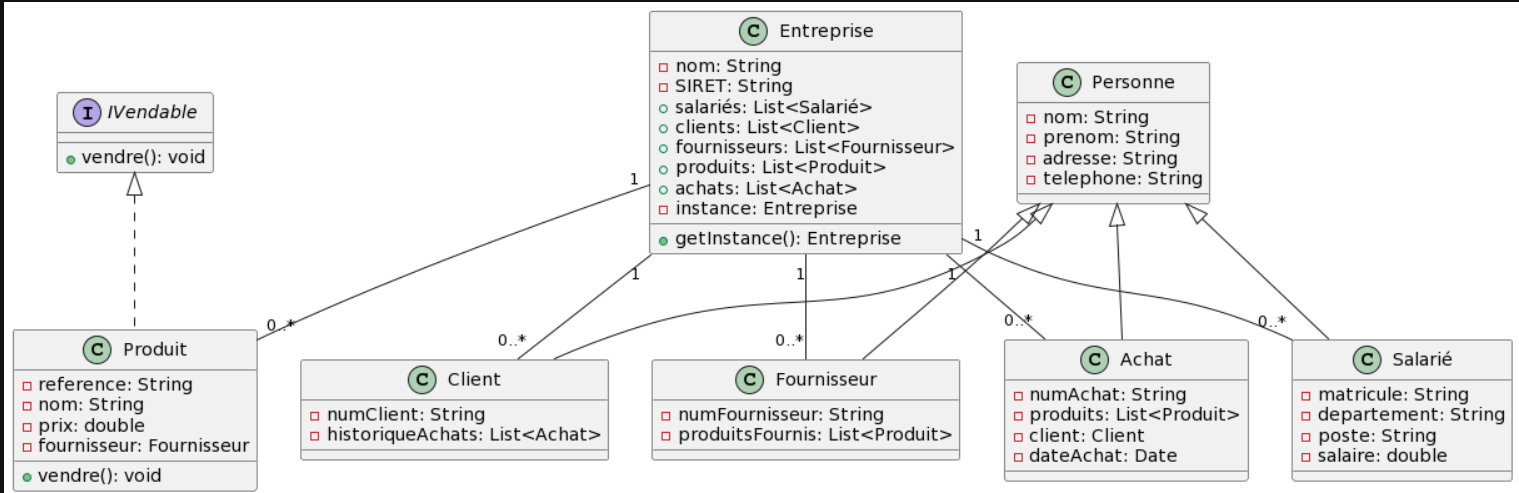 C Entreprise
nom: String
SIRET: String
salariés: List<Salarié>
clients: List<Client>
fournisseurs: List<Fournisseur>
produits: List<Produit>
achats: List<Achat>
instance: Entreprise
getInstance(): Entreprise
C Personne
nom: String
prenom: String
adresse: String
telephone: String
I IVendable
vendre(): void
1
1
1
1
1
0..*
0..*
0..*
0..*
0..*
C Produit
reference: String
nom: String
prix: double
fournisseur: Fournisseur
vendre(): void
C Client
numClient: String
historiqueAchats: List<Achat>
C Fournisseur
numFournisseur: String
produitsFournis: List<Produit>
C Achat
numAchat: String
produits: List<Produit>
client: Client
dateAchat: Date
C Salarié
matricule: String
departement: String
poste: String
salaire: double